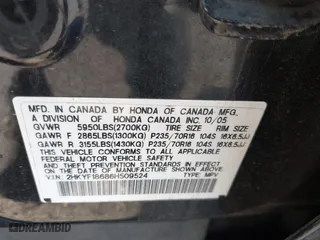 MFD. IN CANADA BY HONDA OF CANADA MFG.,
A DIVISION OF HONDA CANADA INC. 10/05
GVWR 5950LBS(2700KG) TIRE SIZE RIM SIZE
GAWR F 2865LBS(1300KG) P235/70R16 104S 16X6.5JJ
GAWR R 3155LBS(1430KG) P235/70R16 104S 16X6.5JJ
THIS VEHICLE CONFORMS TO ALL APPLICABLE
FEDERAL MOTOR VEHICLE SAFETY STANDARDS IN EFFECT
ON THE DATE OF MANUFACTURE SHOWN ABOVE.
V.I.N: 2HKYF18686H509524 TYPE: MPV
DREAMBID